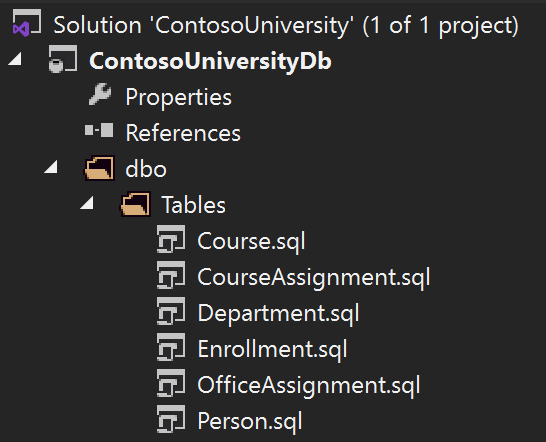 Solution 'ContosoUniversity' (1 of 1 project)
ContosoUniversityDb
Properties
References
dbo
Tables
Course.sql
CourseAssignment.sql
Department.sql
Enrollment.sql
OfficeAssignment.sql
Person.sql